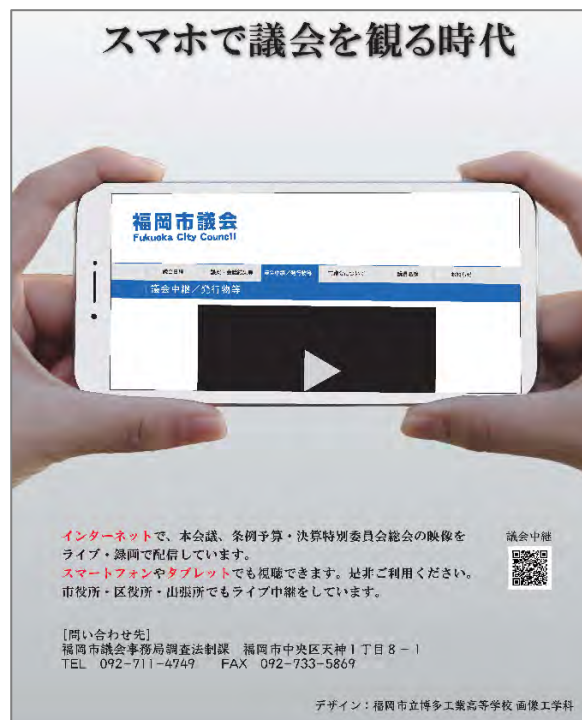 スマホで議会を観る時代
福岡市議会
Fukuoka City Council
議会中継／発行物等
インターネットで、本会議、条例予算・決算特別委員会総会の映像を
ライブ・録画で配信しています。
スマートフォンやタブレットでも視聴できます。是非ご利用ください。
市役所・区役所・出張所でもライブ中継をしています。
議会中継
[問い合わせ先]
福岡市議会事務局調査法制課　福岡市中央区天神1丁目8－1
TEL　092-711-4749　FAX　092-733-5869
デザイン：福岡市立博多工業高等学校 画像工学科